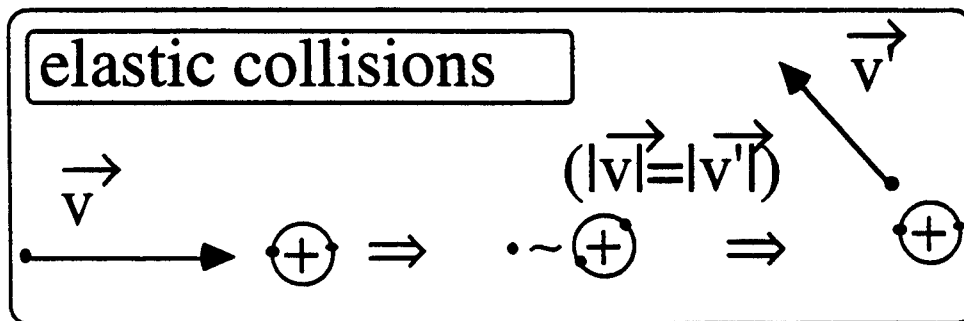 elastic collisions
v'
(|v|=|v'|)
v
+ ⇒ ~ + ⇒ +